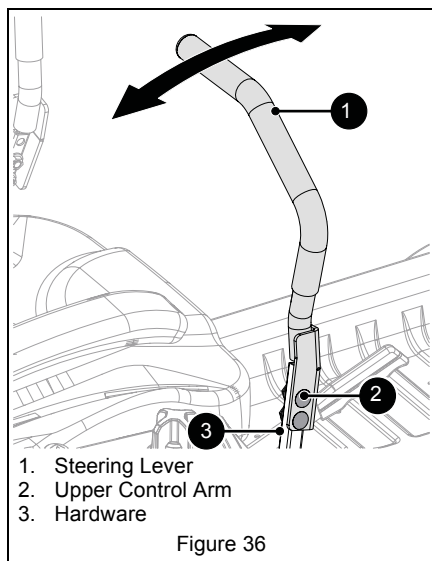 1
2
3
1. Steering Lever
2. Upper Control Arm
3. Hardware
Figure 36